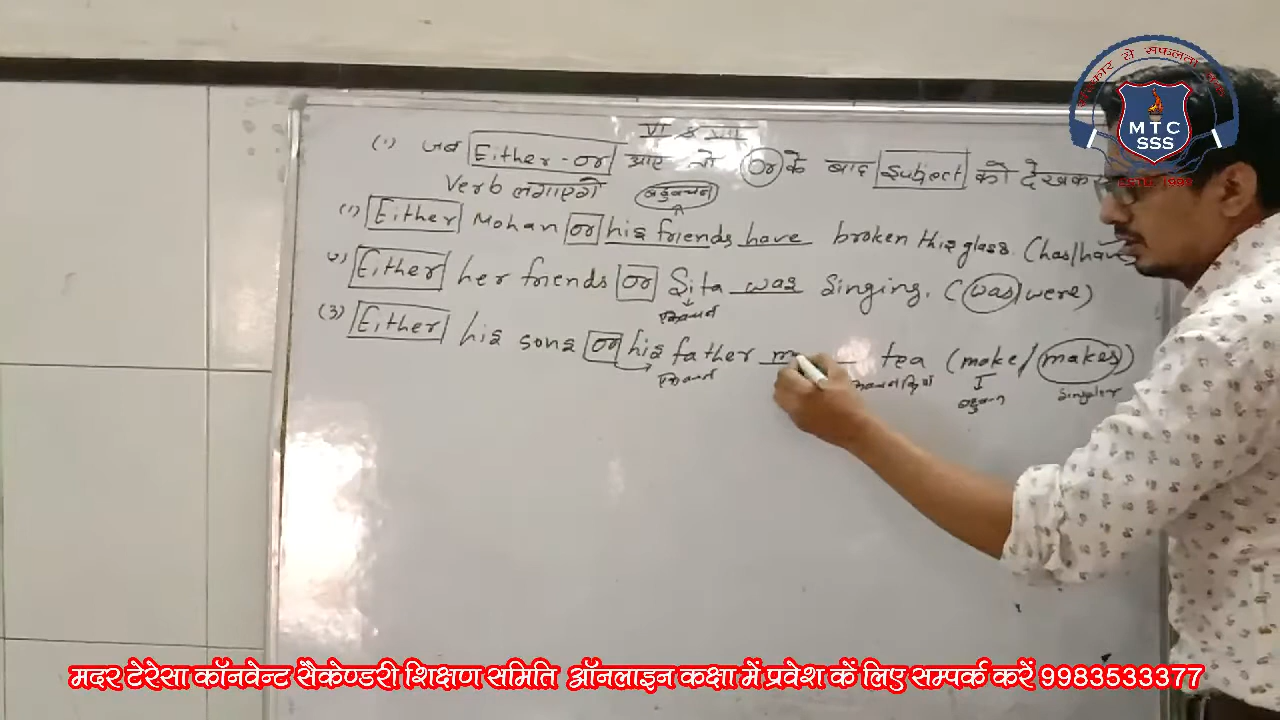 VI & VII
(1) जब Either-or आए तो or के बाद Subject को देखकर
Verb लगाएगें बहुवचन
(1) Either Mohan or his friends have broken this glass. (has/have
Either her friends or Sita was singing. (was/were)
एकवचन
(3) Either his sons or his father m tea (make/makes)
एकवचन बहुवचन Singular
MTC
SSS
मदर टेरेसा कॉनवेन्ट सैकेण्डरी शिक्षण समिति ऑनलाइन कक्षा में प्रवेश के लिए सम्पर्क करें 9983533377